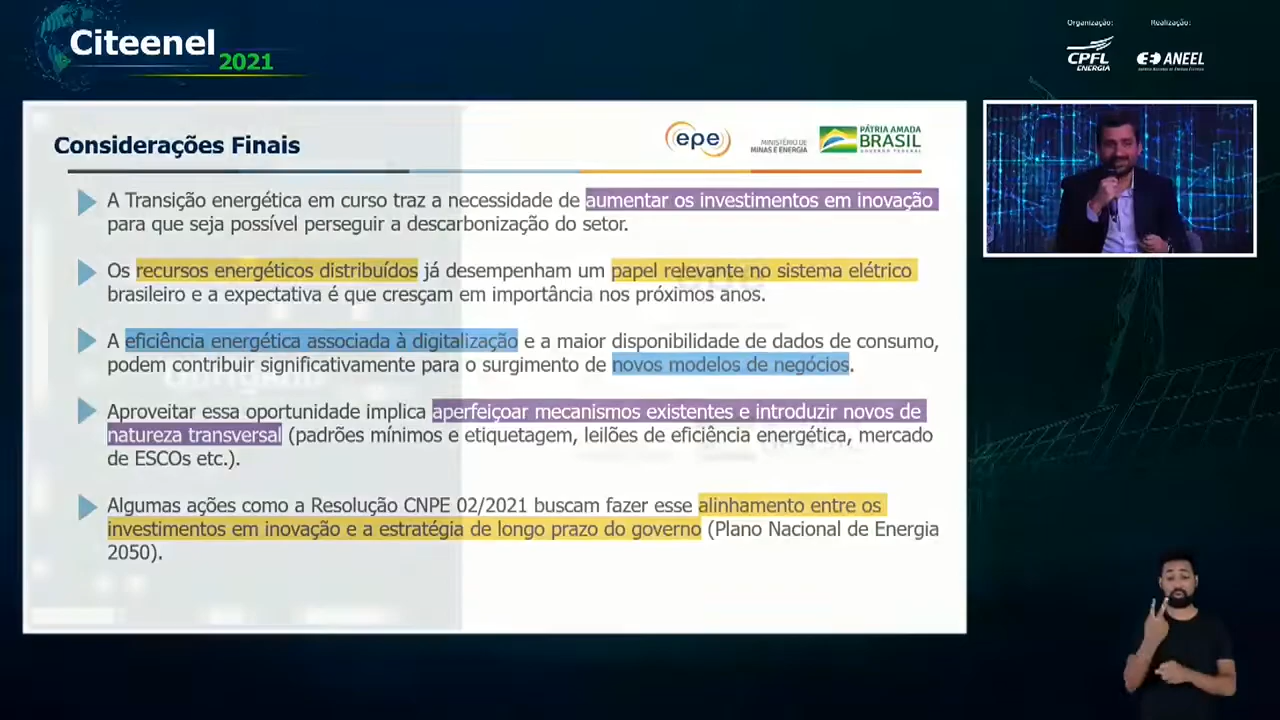 Citeenel
2021
Organização:
Realização:
CPFL
ENERGIA
ANEEL
Considerações Finais
epe
MINISTÉRIO DE
MINAS E ENERGIA
PÁTRIA AMADA
BRASIL
GOVERNO FEDERAL
A Transição energética em curso traz a necessidade de aumentar os investimentos em inovação
para que seja possível perseguir a descarbonização do setor.
Os recursos energéticos distribuídos já desempenham um papel relevante no sistema elétrico
brasileiro e a expectativa é que cresçam em importância nos próximos anos.
A eficiência energética associada à digitalização e a maior disponibilidade de dados de consumo,
podem contribuir significativamente para o surgimento de novos modelos de negócios.
Aproveitar essa oportunidade implica aperfeiçoar mecanismos existentes e introduzir novos de
natureza transversal (padrões mínimos e etiquetagem, leilões de eficiência energética, mercado
de ESCOs etc.).
Algumas ações como a Resolução CNPE 02/2021 buscam fazer esse alinhamento entre os
investimentos em inovação e a estratégia de longo prazo do governo (Plano Nacional de Energia
2050).